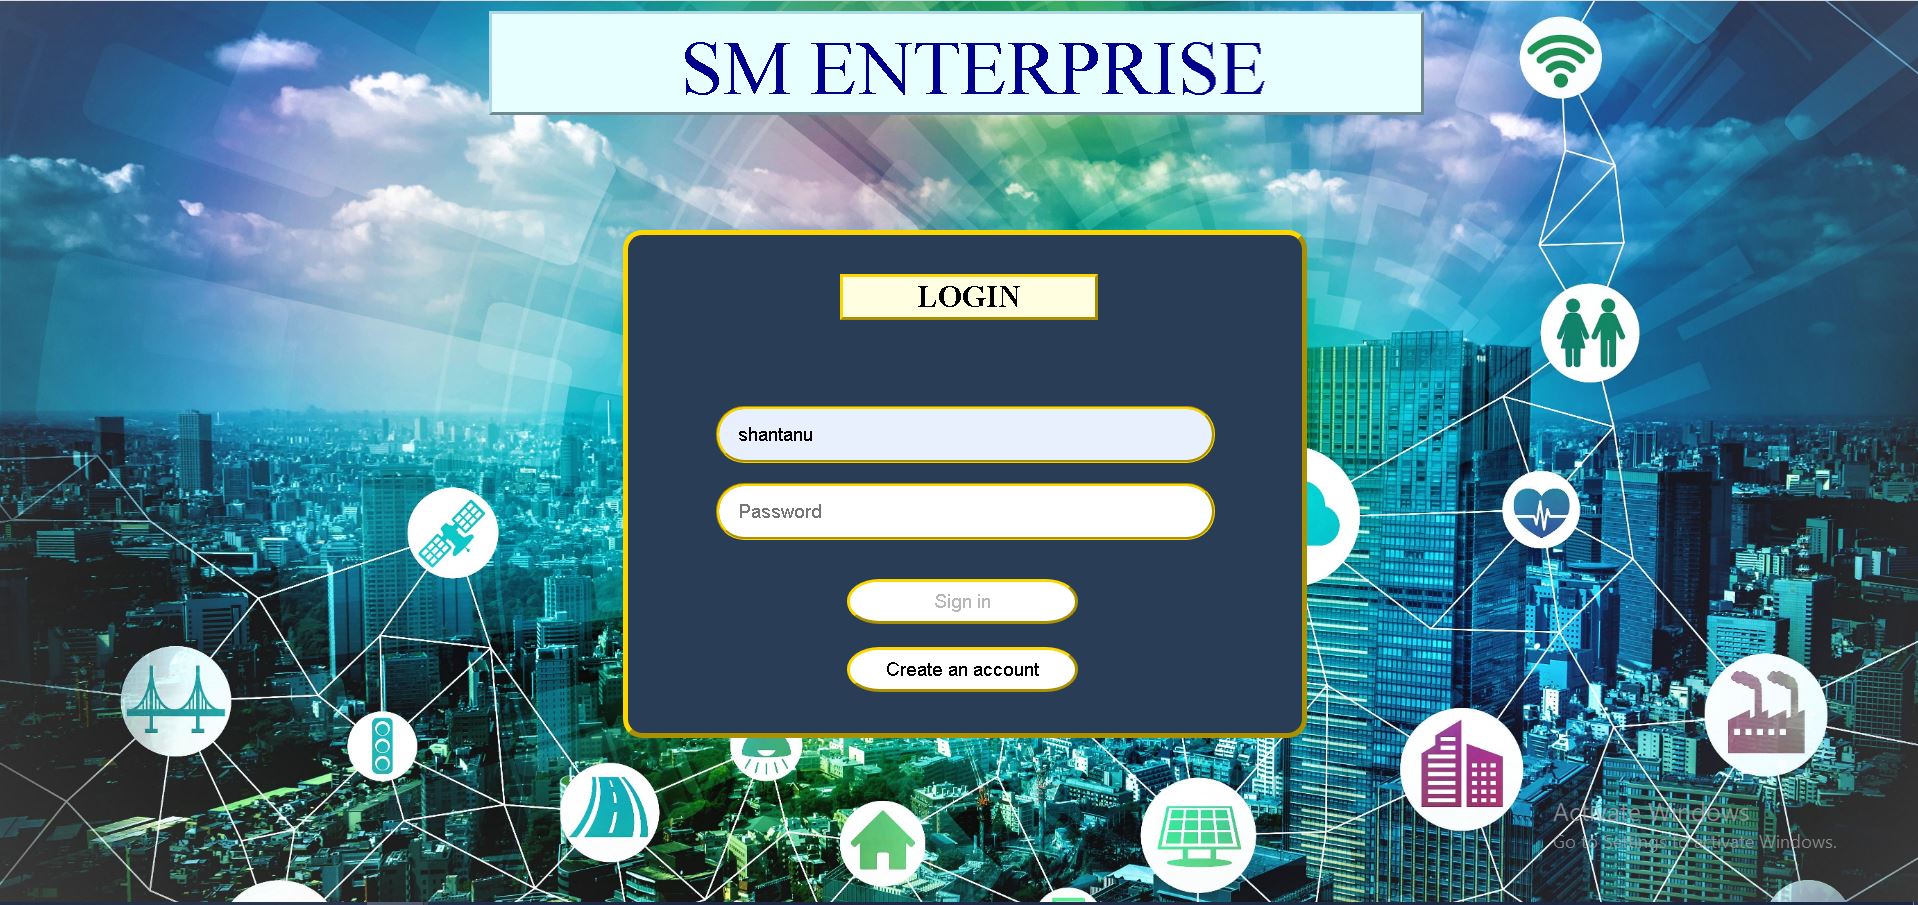 SM ENTERPRISE
LOGIN
shantanu
Password
Sign in
Create an account
Activate Windows
Go to Settings to activate Windows.